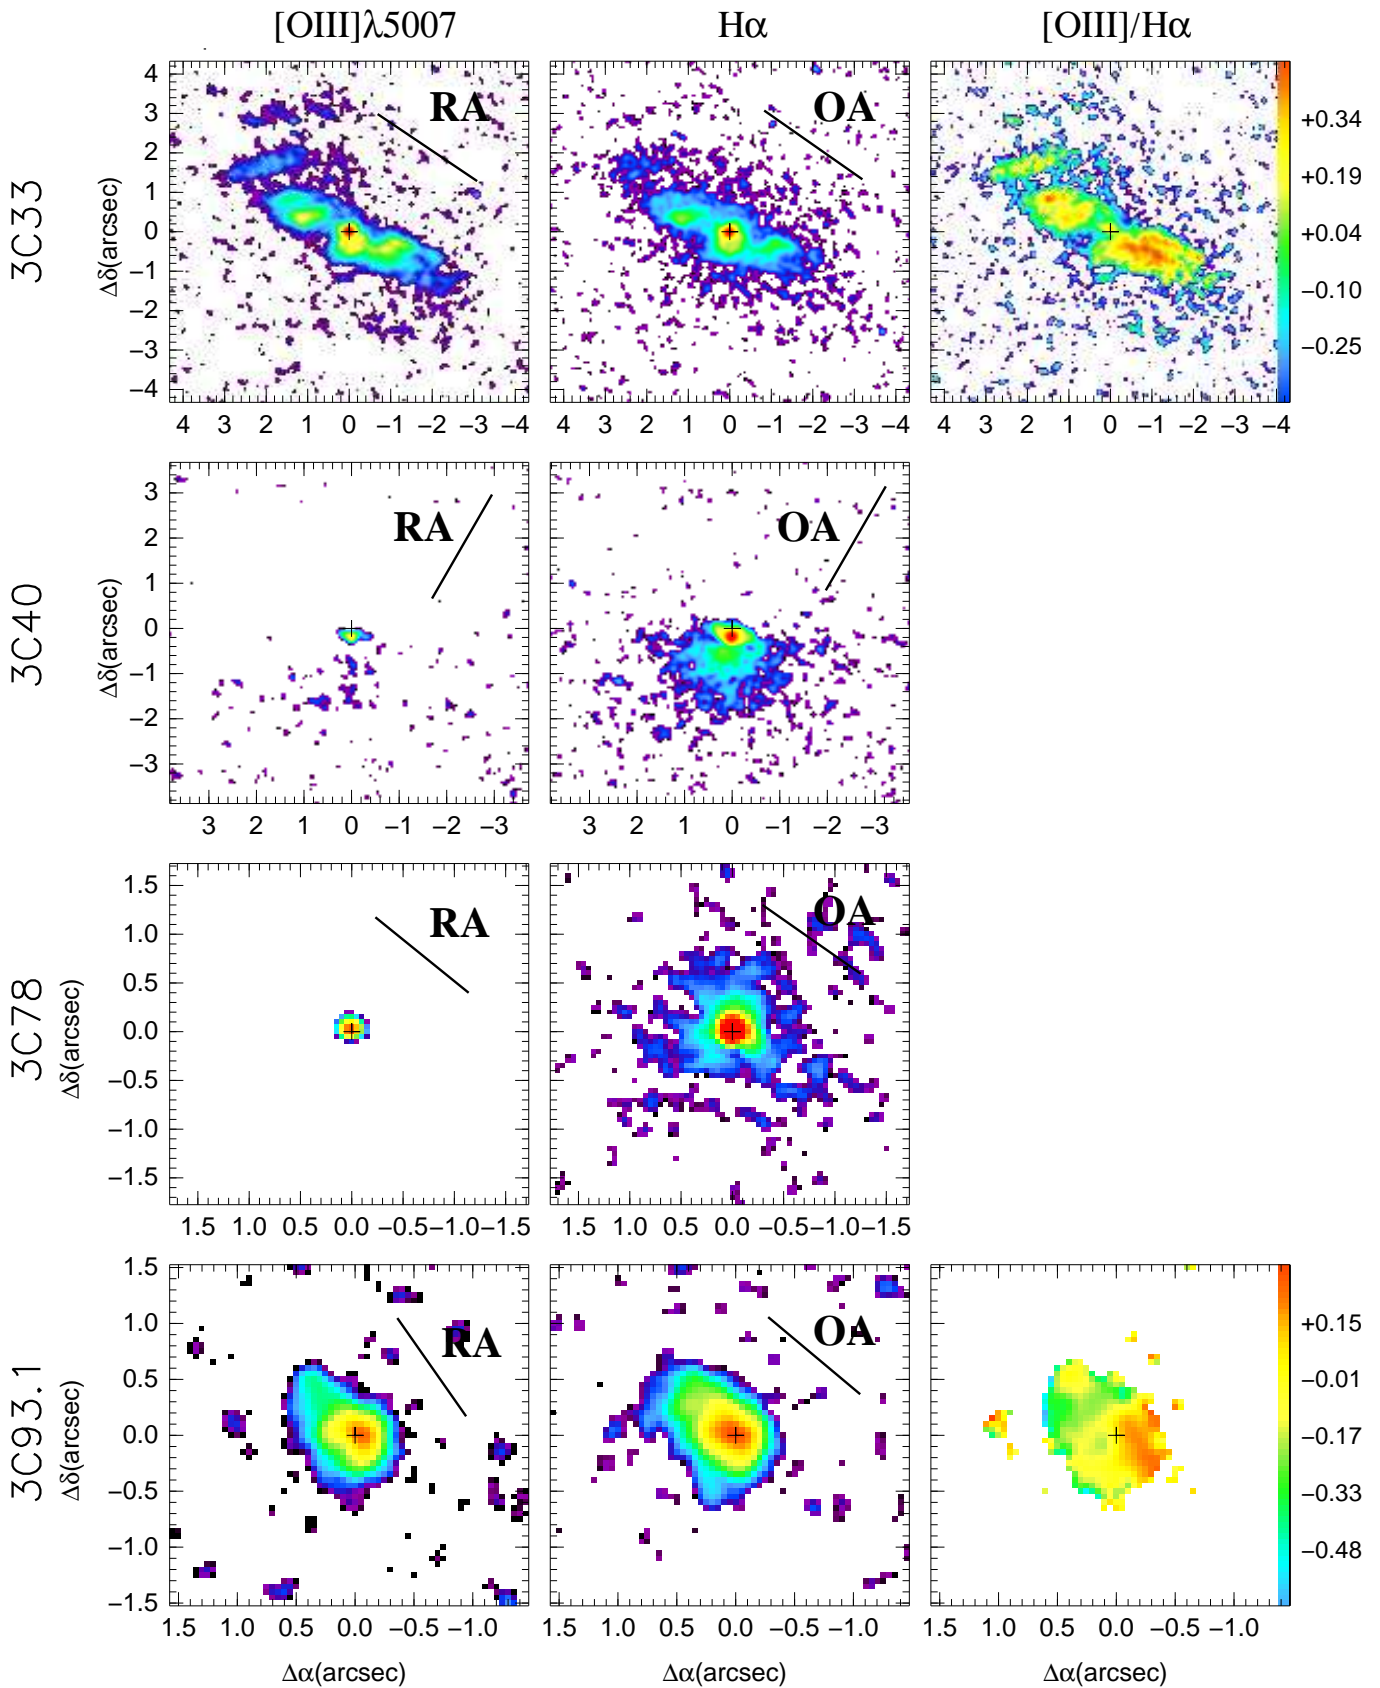 [OIII]λ5007 Hα [OIII]/Hα
3C33
Δδ(arcsec)
4
3
2
1
0
−1
−2
−3
−4
RA
OA
+0.34
+0.19
+0.04
−0.10
−0.25
4 3 2 1 0 −1 −2 −3 −4
4 3 2 1 0 −1 −2 −3 −4
4 3 2 1 0 −1 −2 −3 −4
3C40
Δδ(arcsec)
3
2
1
0
−1
−2
−3
RA
OA
3 2 1 0 −1 −2 −3
3 2 1 0 −1 −2 −3
3C78
Δδ(arcsec)
1.5
1.0
0.5
0.0
−0.5
−1.0
−1.5
RA
OA
1.5 1.0 0.5 0.0 −0.5−1.0−1.5
1.5 1.0 0.5 0.0 −0.5−1.0−1.5
3C93.1
Δδ(arcsec)
1.5
1.0
0.5
0.0
−0.5
−1.0
−1.5
RA
OA
+0.15
−0.01
−0.17
−0.33
−0.48
1.5 1.0 0.5 0.0 −0.5 −1.0
1.5 1.0 0.5 0.0 −0.5 −1.0
1.5 1.0 0.5 0.0 −0.5 −1.0
Δα(arcsec) Δα(arcsec) Δα(arcsec)